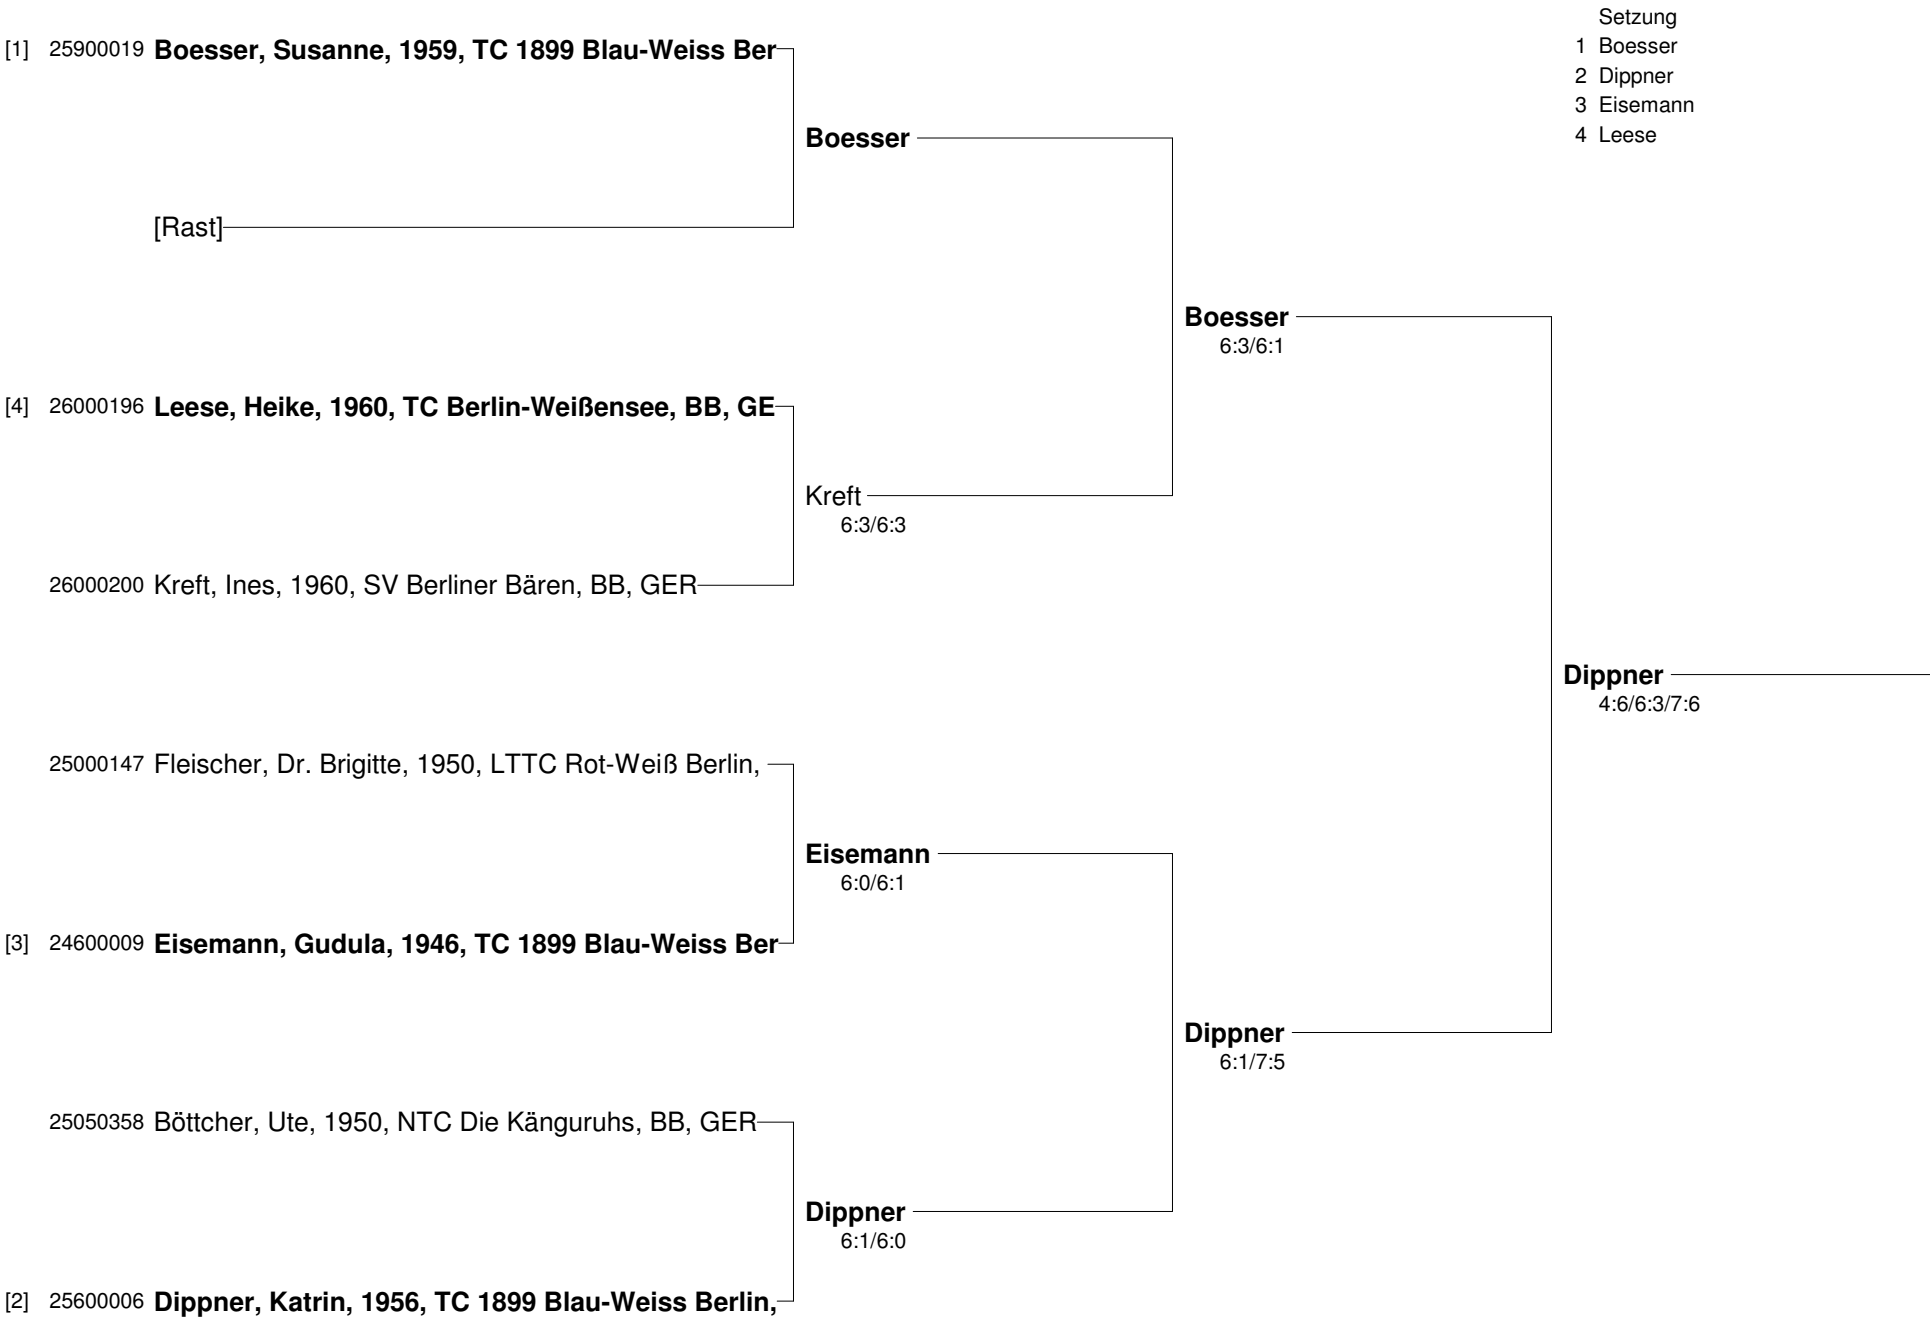 Setzung
1 Boesser
2 Dippner
3 Eisemann
4 Leese
[1] 25900019 Boesser, Susanne, 1959, TC 1899 Blau-Weiss Ber
Boesser
[Rast]
Boesser
6:3/6:1
[4] 26000196 Leese, Heike, 1960, TC Berlin-Weißensee, BB, GE
Kreft
6:3/6:3
26000200 Kreft, Ines, 1960, SV Berliner Bären, BB, GER
Dippner
4:6/6:3/7:6
25000147 Fleischer, Dr. Brigitte, 1950, LTTC Rot-Weiß Berlin,
Eisemann
6:0/6:1
[3] 24600009 Eisemann, Gudula, 1946, TC 1899 Blau-Weiss Ber
Dippner
6:1/7:5
25050358 Böttcher, Ute, 1950, NTC Die Känguruhs, BB, GER
Dippner
6:1/6:0
[2] 25600006 Dippner, Katrin, 1956, TC 1899 Blau-Weiss Berlin,